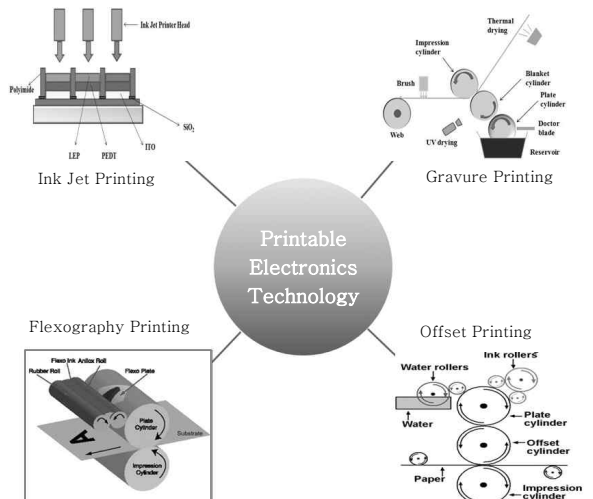 Ink Jet Printer Head
Polyimide
SiO2
ITO
LEP
PEDT
Ink Jet Printing
Thermal
drying
Impression
cylinder
Brush
Blanket
cylinder
Plate
cylinder
Doctor
blade
Web
UV drying
Reservoir
Gravure Printing
Printable
Electronics
Technology
Flexography Printing
Flexo Ink
Anilox Roll
Rubber Roll
Flexo Plate
Plate
Cylinder
Substrate
A
Impression
Cylinder
Offset Printing
Ink rollers
Water rollers
Plate
cylinder
Water
Offset
cylinder
Paper
Impression
cylinder